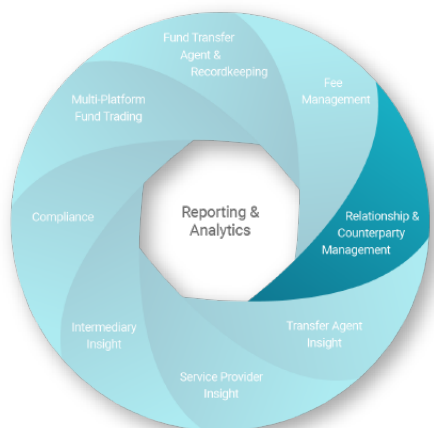 Fund Transfer
Agent &
Recordkeeping
Fee
Management
Multi-Platform
Fund Trading
Relationship &
Counterparty
Management
Compliance
Reporting &
Analytics
Transfer Agent
Insight
Intermediary
Insight
Service Provider
Insight